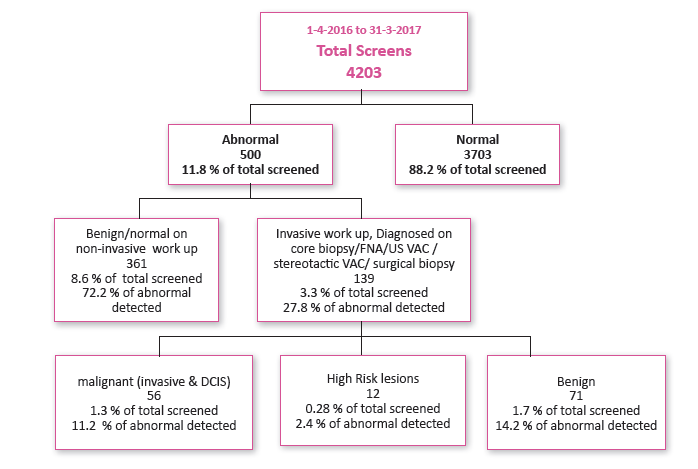 1-4-2016 to 31-3-2017
Total Screens
4203
Abnormal
500
11.8 % of total screened
Normal
3703
88.2 % of total screened
Benign/normal on
non-invasive work up
361
8.6 % of total screened
72.2 % of abnormal
detected
Invasive work up, Diagnosed on
core biopsy/FNA/US VAC /
stereotactic VAC/ surgical biopsy
139
3.3 % of total screened
27.8 % of abnormal detected
malignant (invasive & DCIS)
56
1.3 % of total screened
11.2 % of abnormal detected
High Risk lesions
12
0.28 % of total screened
2.4 % of abnormal detected
Benign
71
1.7 % of total screened
14.2 % of abnormal detected